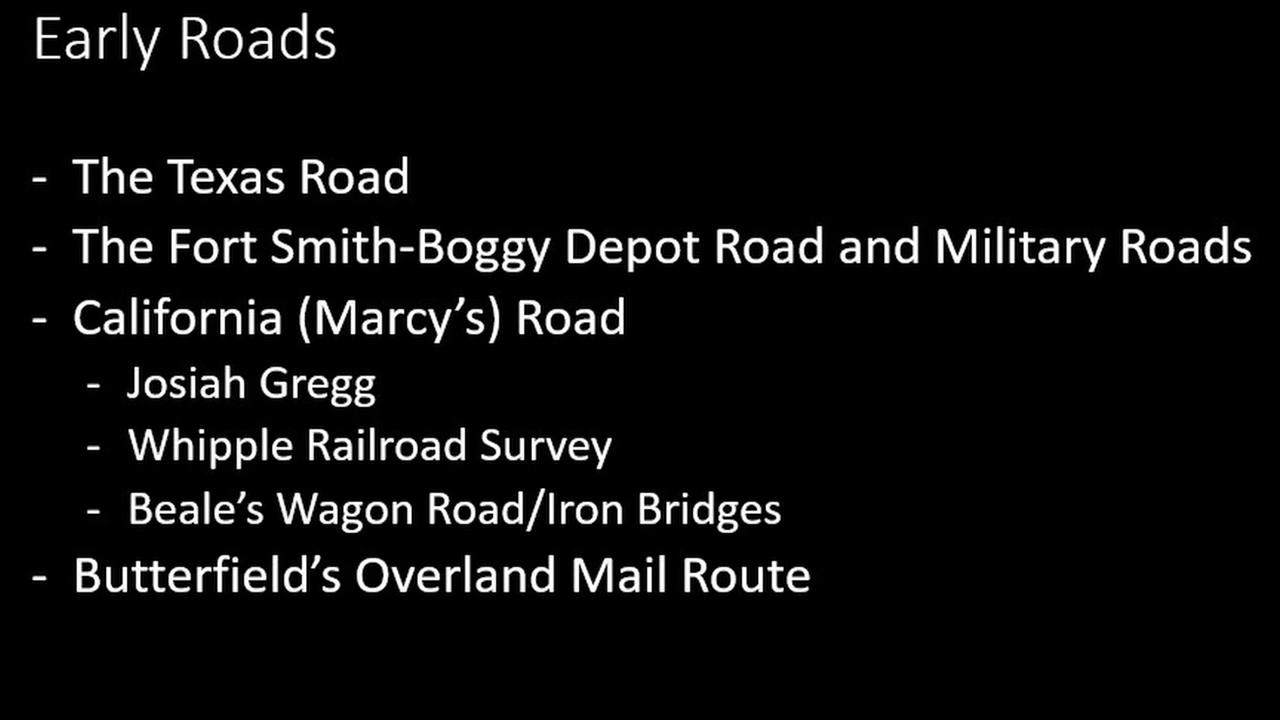 Early Roads
- The Texas Road
- The Fort Smith-Boggy Depot Road and Military Roads
- California (Marcy’s) Road
- Josiah Gregg
- Whipple Railroad Survey
- Beale’s Wagon Road/Iron Bridges
- Butterfield’s Overland Mail Route